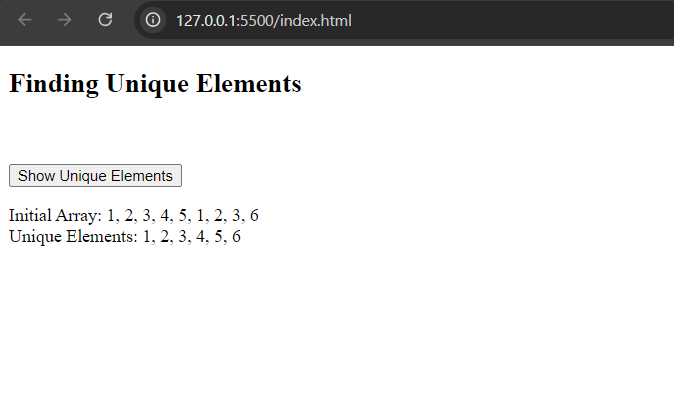 127.0.0.1:5500/index.html
Finding Unique Elements
Show Unique Elements
Initial Array: 1, 2, 3, 4, 5, 1, 2, 3, 6
Unique Elements: 1, 2, 3, 4, 5, 6